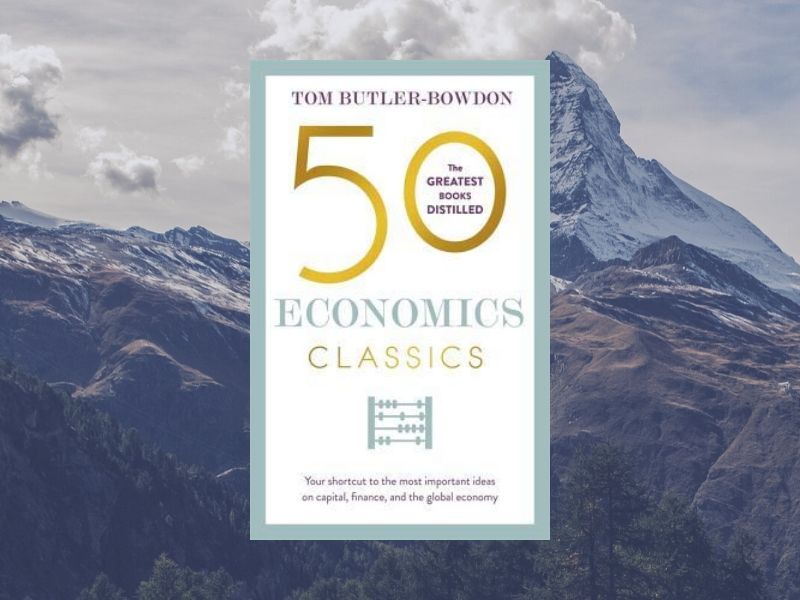 TOM BUTLER-BOWDON
50
The
GREATEST
BOOKS
DISTILLED
ECONOMICS
CLASSICS
Your shortcut to the most important ideas
on capital, finance, and the global economy